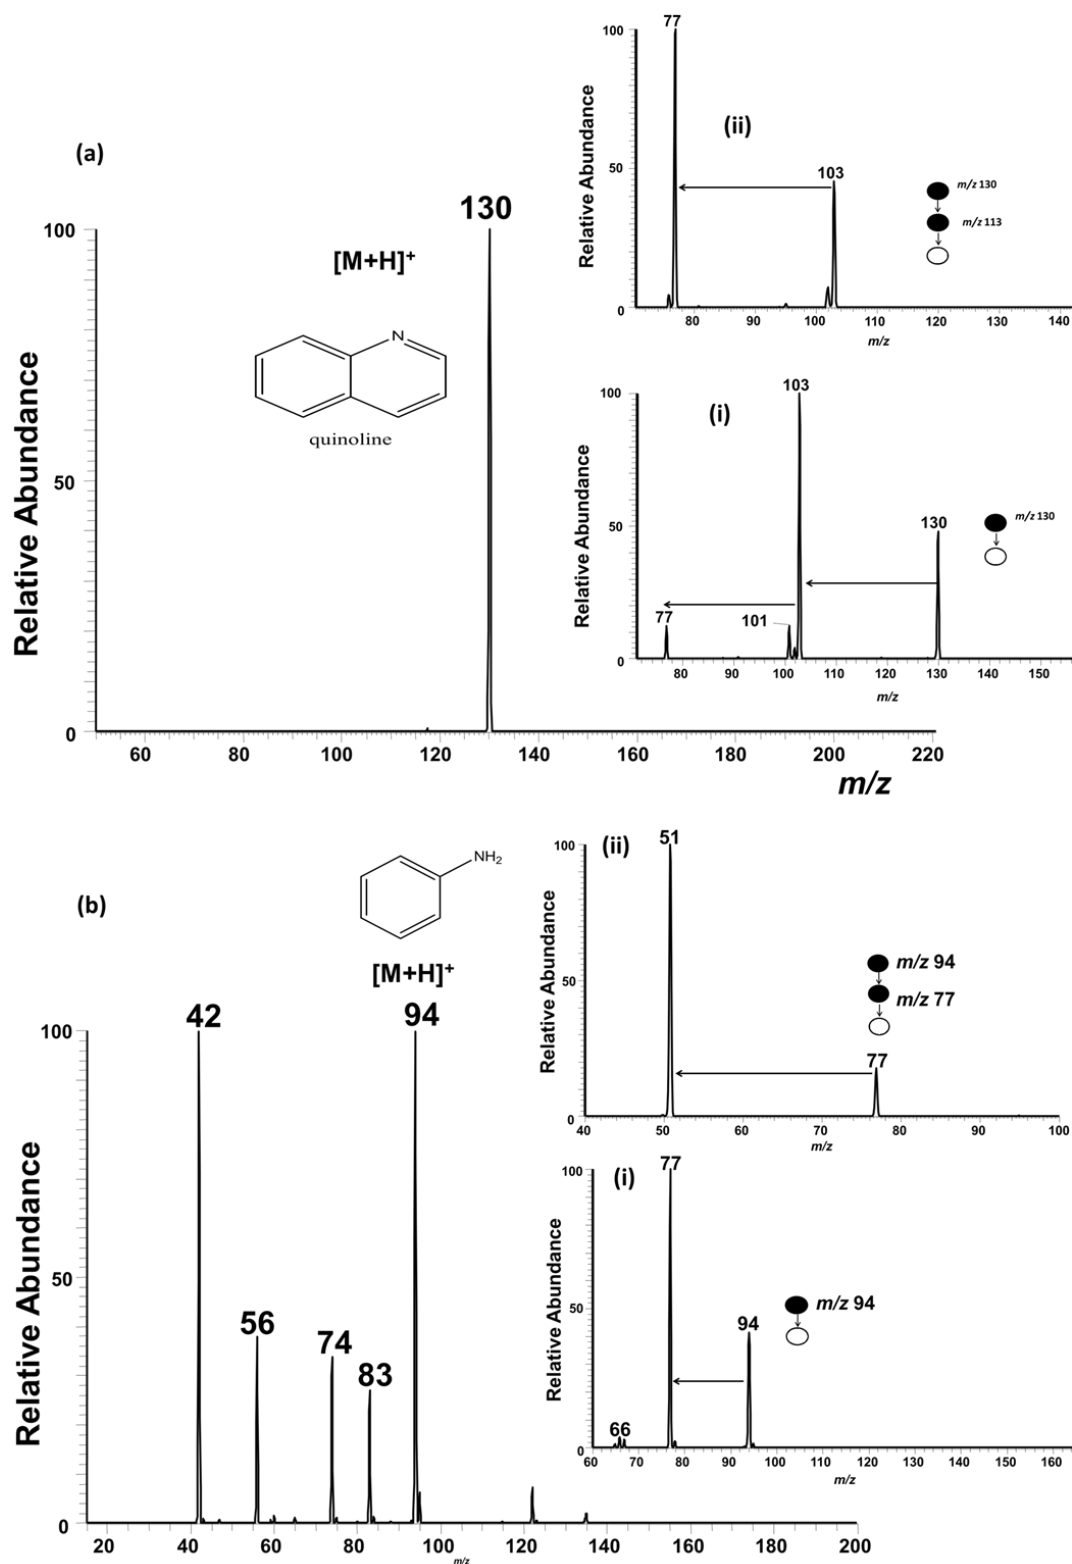 (a)
[M+H]⁺
130
N
quinoline
Relative Abundance
100
50
0
60 80 100 120 140 160 180 200 220
m/z
(ii)
77
103
m/z 130
m/z 113
Relative Abundance
100
50
0
80 90 100 110 120 130 140
m/z
(i)
103
130
77
101
m/z 130
Relative Abundance
100
50
0
80 90 100 110 120 130 140 150
m/z
(b)
NH₂
[M+H]⁺
42
94
56
74
83
Relative Abundance
100
50
0
20 40 60 80 100 120 140 160 180 200
m/z
(ii)
51
77
m/z 94
m/z 77
Relative Abundance
100
50
0
40 50 60 70 80 90 100
m/z
(i)
77
94
66
m/z 94
Relative Abundance
100
50
0
60 70 80 90 100 110 120 130 140 150 160
m/z